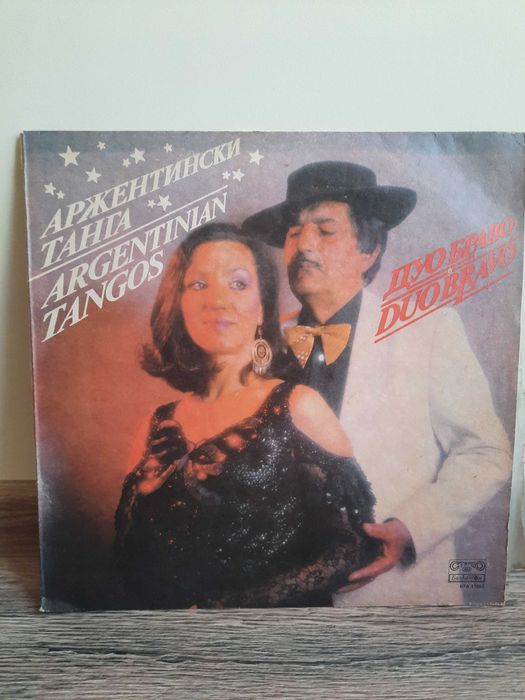 АРЖЕНТИНСКИ
ТАНГА
ARGENTINIAN
TANGOS
ДУО БРАВО
DUO BRAVO